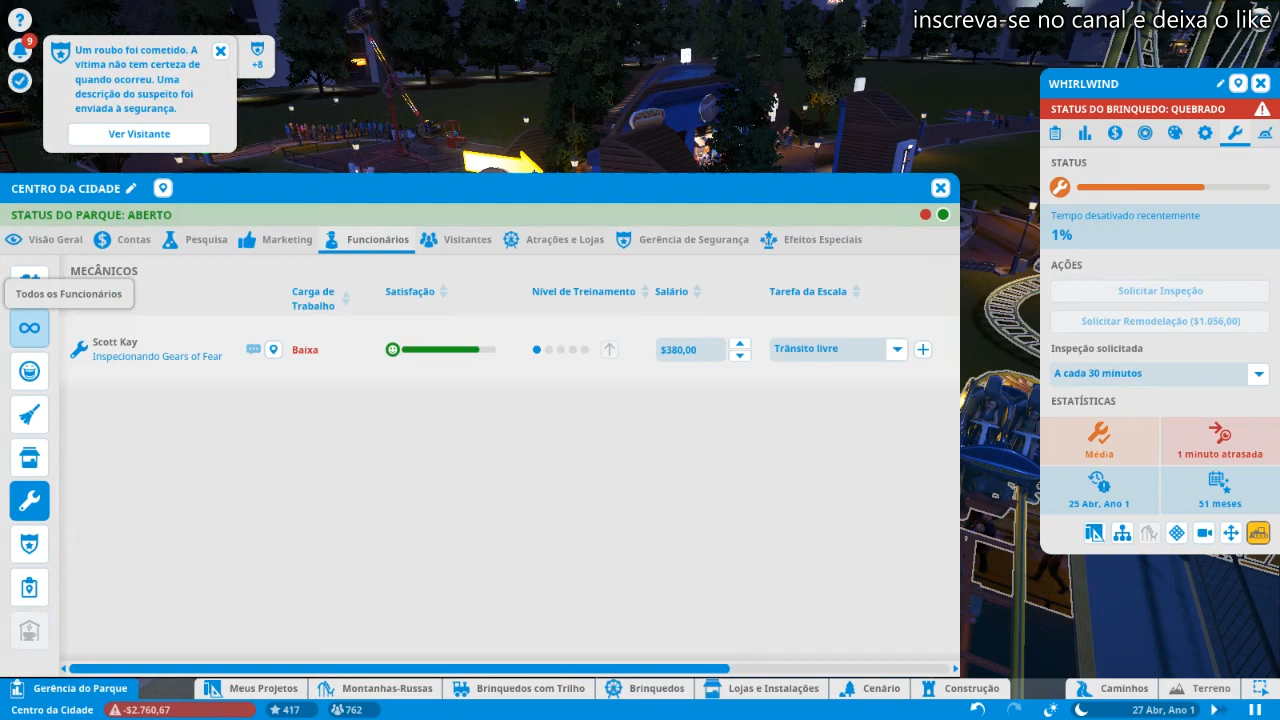 inscreva-se no canal e deixa o like
?
9
Um roubo foi cometido. A
vítima não tem certeza de
quando ocorreu. Uma
descrição do suspeito foi
enviada à segurança.
Ver Visitante
+8
CENTRO DA CIDADE
STATUS DO PARQUE: ABERTO
Visão Geral
Contas
Pesquisa
Marketing
Funcionários
Visitantes
Atrações e Lojas
Gerência de Segurança
Efeitos Especiais
Todos os Funcionários
MECÂNICOS
Carga de
Trabalho
Satisfação
Nível de Treinamento
Salário
Tarefa da Escala
Scott Kay
Inspecionando Gears of Fear
Baixa
$380,00
Trânsito livre
WHIRLWIND
STATUS DO BRINQUEDO: QUEBRADO
STATUS
Tempo desativado recentemente
1%
AÇÕES
Solicitar Inspeção
Solicitar Remodelação ($1.056,00)
Inspeção solicitada
A cada 30 minutos
ESTATÍSTICAS
Média
1 minuto atrasada
25 Abr, Ano 1
51 meses
Gerência do Parque
Meus Projetos
Montanhas-Russas
Brinquedos com Trilho
Brinquedos
Lojas e Instalações
Cenário
Construção
Caminhos
Terreno
Centro da Cidade
-$2.760,67
417
762
27 Abr, Ano 1